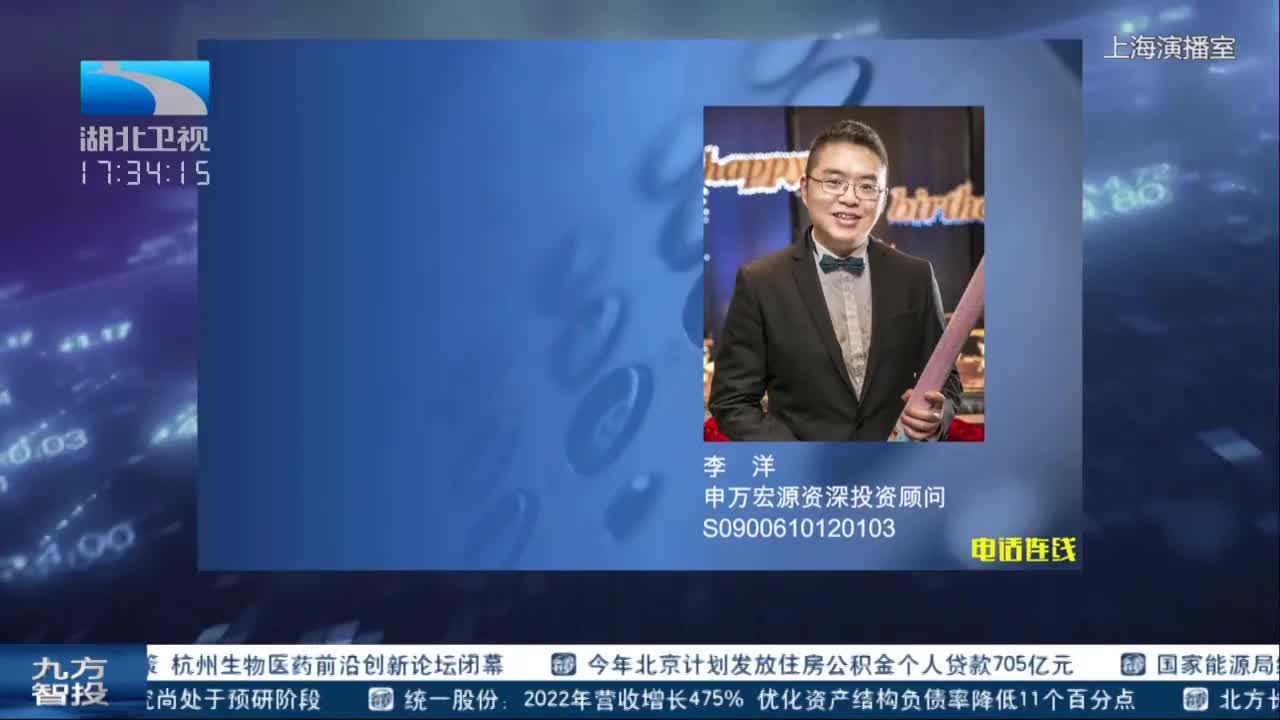 上海演播室
湖北卫视
17:34:15
happy
birthd
李 洋
申万宏源资深投资顾问
S0900610120103
电话连线
九方
智投
杭州生物医药前沿创新论坛闭幕 今年北京计划发放住房公积金个人贷款705亿元 国家能源局
尚处于预研阶段 统一股份：2022年营收增长475% 优化资产结构负债率降低11个百分点 北方长